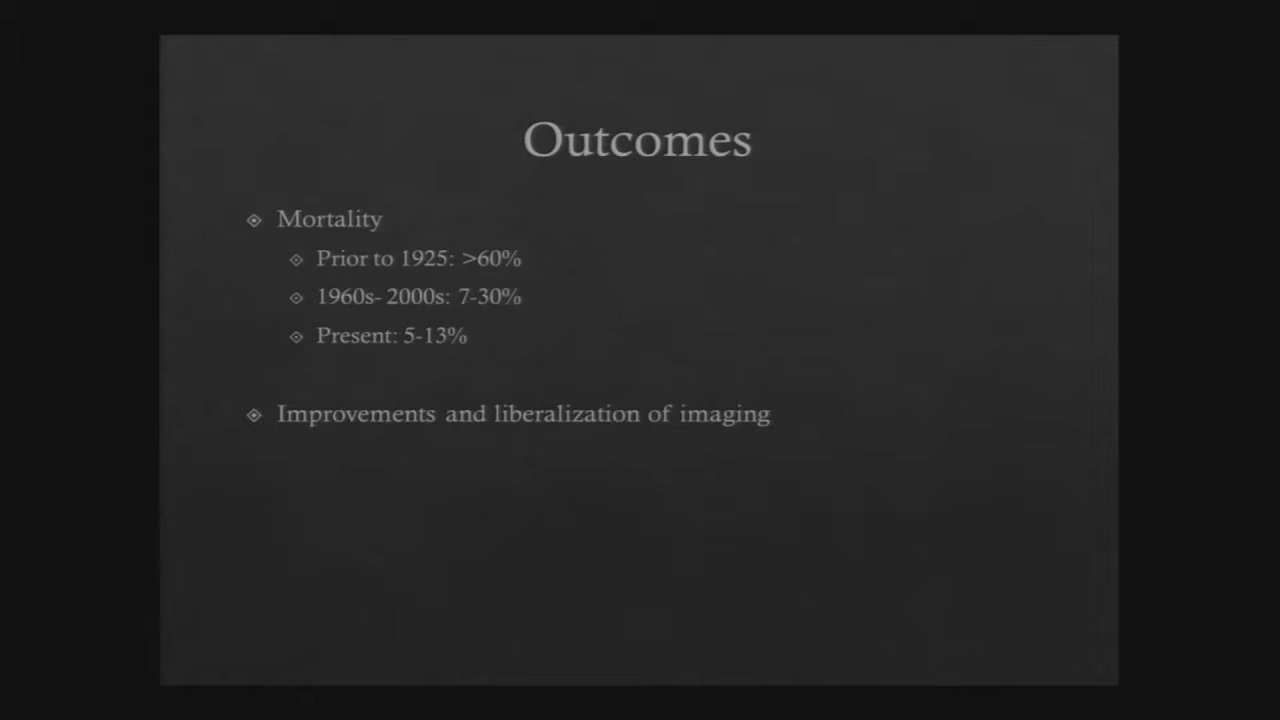 Outcomes
Mortality
Prior to 1925: >60%
1960s- 2000s: 7-30%
Present: 5-13%
Improvements and liberalization of imaging